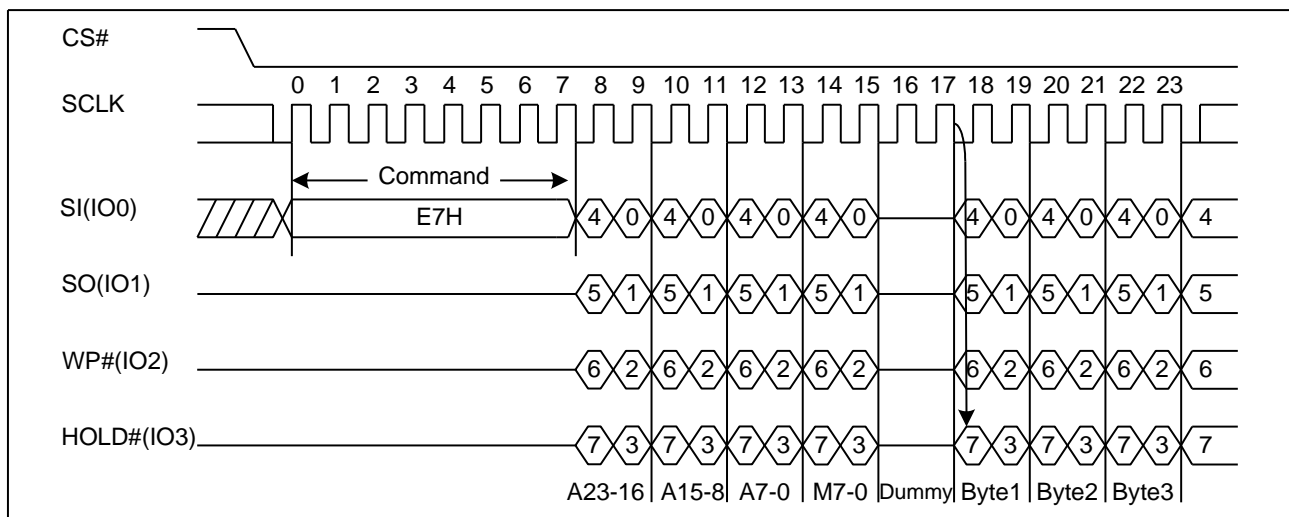 CS#
0 1 2 3 4 5 6 7 8 9 10 11 12 13 14 15 16 17 18 19 20 21 22 23
SCLK
Command
SI(IO0) E7H 4 0 4 0 4 0 4 0 4 0 4 0 4 0 4
SO(IO1) 5 1 5 1 5 1 5 1 5 1 5 1 5 1 5
WP#(IO2) 6 2 6 2 6 2 6 2 6 2 6 2 6 2 6
HOLD#(IO3) 7 3 7 3 7 3 7 3 7 3 7 3 7 3 7
A23-16 A15-8 A7-0 M7-0 Dummy Byte1 Byte2 Byte3